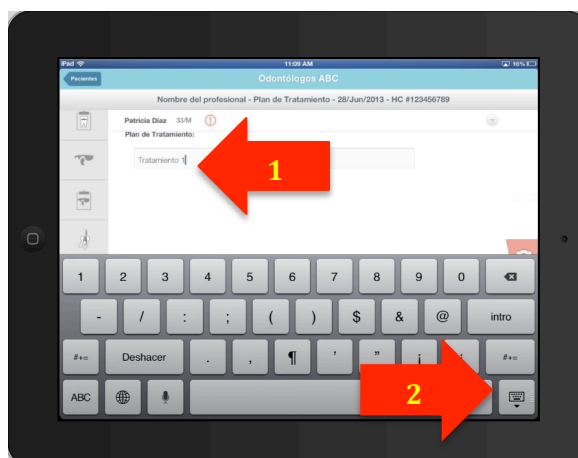 iPad 11:09 AM 16%
Pacientes Odontólogos ABC
Nombre del profesional - Plan de Tratamiento - 28/Jun/2013 - HC #123456789
Patricia Díaz 33/M
Plan de Tratamiento:
Tratamiento 1
1
1 2 3 4 5 6 7 8 9 0
- / : ; ( ) $ & @ intro
#+= Deshacer . , ¶ ' " ¡ #+=
ABC
2